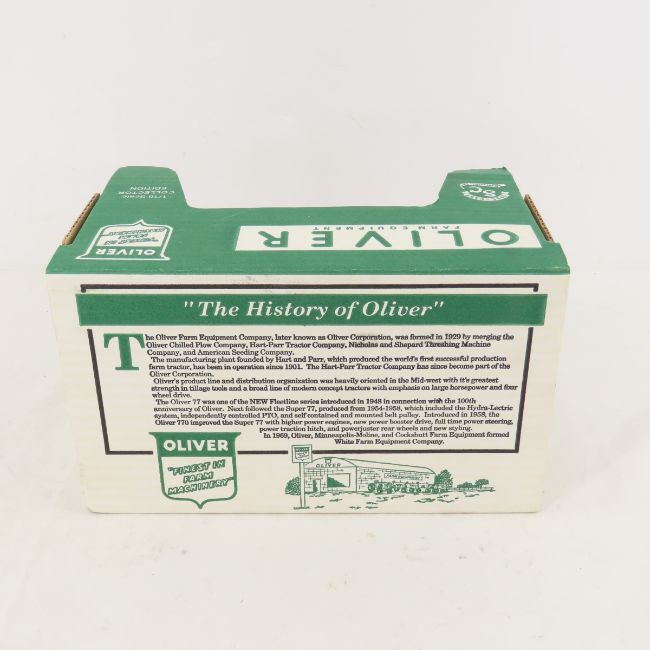 1/16 SCALE
COLLECTOR
EDITION
OLIVER
"FINEST IN
FARM
MACHINERY"
OLIVER
FARM EQUIPMENT
"The History of Oliver"
The Oliver Farm Equipment Company, later known as Oliver Corporation, was formed in 1929 by merging the
Oliver Chilled Plow Company, Hart-Parr Tractor Company, Nichols and Shepard Threshing Machine
Company, and American Seeding Company.
The manufacturing plant founded by Hart and Parr, which produced the world's first successful production
farm tractor, has been in operation since 1901. The Hart-Parr Tractor Company has since become part of the
Oliver Corporation.
Oliver's product line and distribution organization was heavily oriented in the Mid-west with it's greatest
strength in tillage tools and a broad line of modern concept tractors with emphasis on large horsepower and four
wheel drive.
The Oliver 77 was one of the NEW Fleetline series introduced in 1948 in connection with the 100th
anniversary of Oliver. Next followed the Super 77, produced from 1954-1958, which included the Hydra-Lectric
system, independently controlled PTO, and self contained and mounted belt pulley. Introduced in 1958, the
Oliver 770 improved the Super 77 with higher power engines, new power booster drive, full time power steering,
power traction hitch, and powerjuster rear wheels and new styling.
In 1969, Oliver, Minneapolis-Moline, and Cockshutt Farm Equipment formed
White Farm Equipment Company.
OLIVER
"FINEST IN
FARM
MACHINERY"
OLIVER